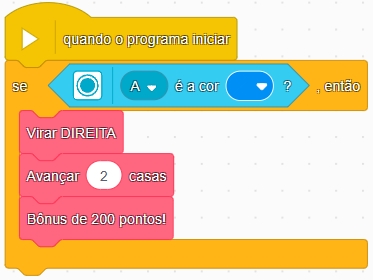 quando o programa iniciar
se A é a cor ? , então
Virar DIREITA
Avançar 2 casas
Bônus de 200 pontos!